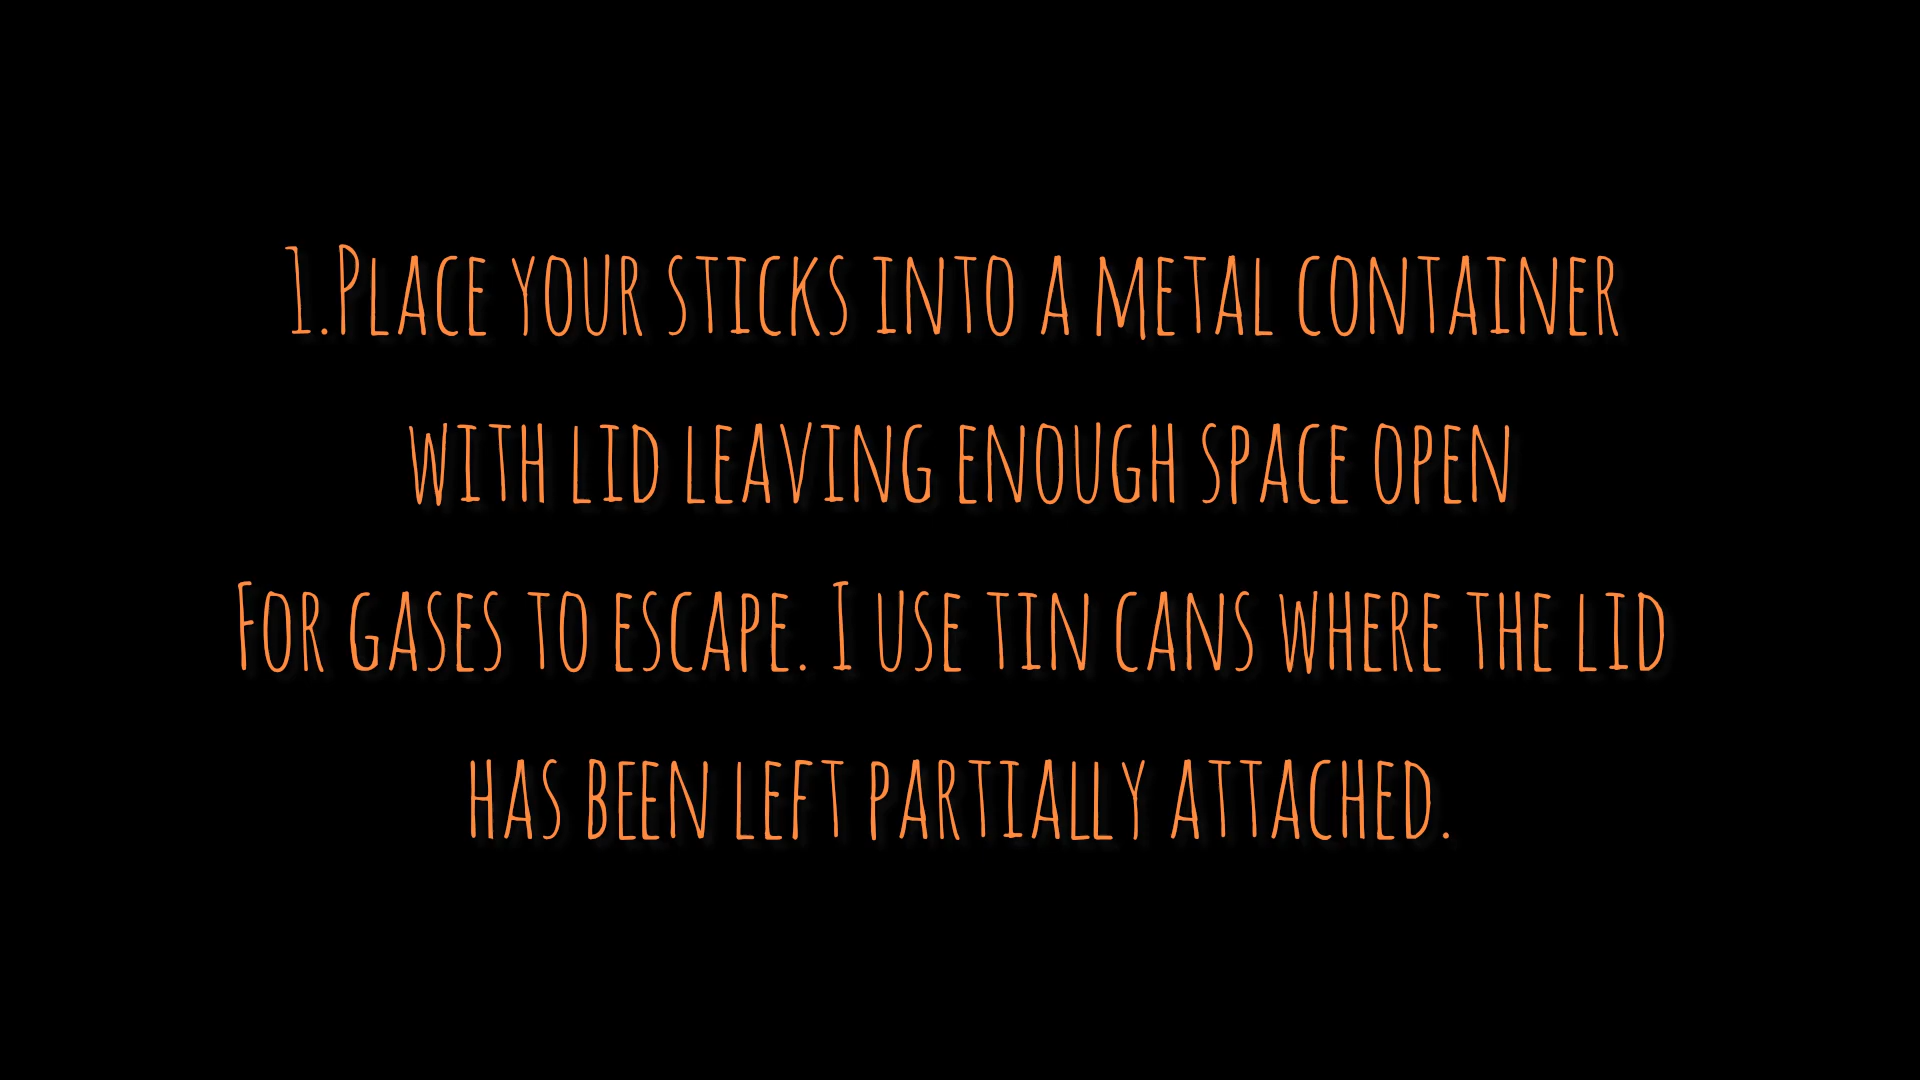 1.Place your sticks into a metal container
with lid leaving enough space open
For gases to escape. I use tin cans where the lid
has been left partially attached.